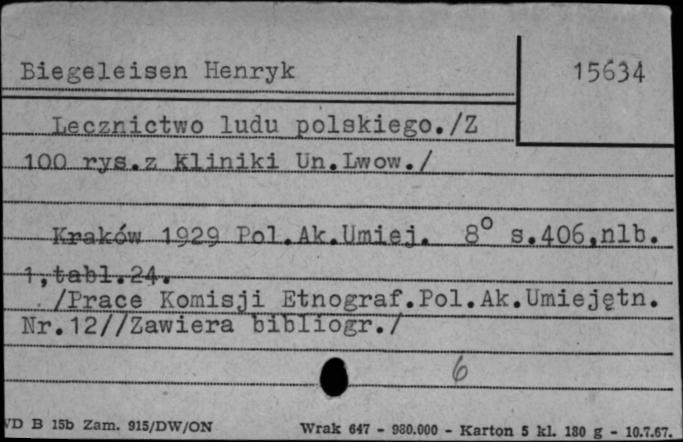 Biegeleisen Henryk
15634
Lecznictwo ludu polskiego./Z
100 rys.z Kliniki Un.Lwow./
Kraków 1929 Pol.Ak.Umiej. 8° s.406,nlb.
1,tabl.24.
/Prace Komisji Etnograf.Pol.Ak.Umiejętn.
Nr.12//Zawiera bibliogr./
6
VD B 15b Zam. 915/DW/ON
Wrak 647 - 980.000 - Karton 5 kl. 180 g - 10.7.67.